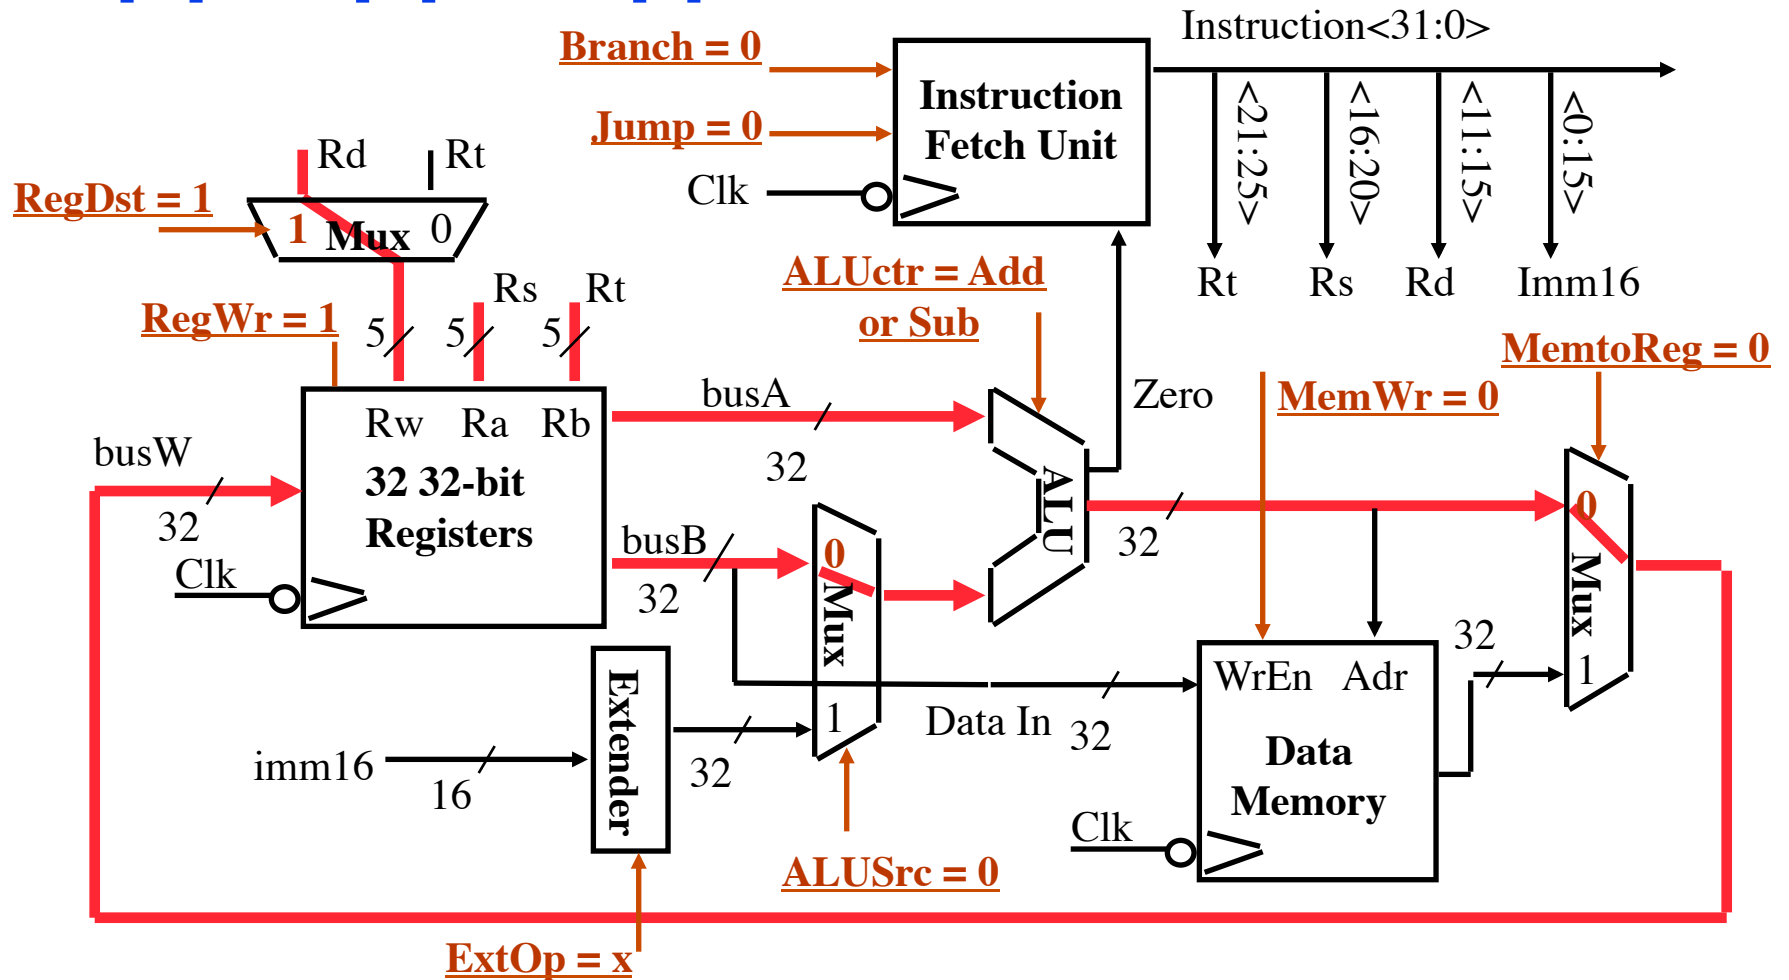 Instruction<31:0>
Branch = 0
Instruction
Fetch Unit
Jump = 0
Clk
<21:25>
<16:20>
<11:15>
<0:15>
Rt
Rs
Rd
Imm16
Rd
Rt
RegDst = 1
1
Mux
0
Rs
Rt
RegWr = 1
5
5
5
ALUctr = Add
or Sub
MemtoReg = 0
MemWr = 0
Zero
busA
32
Rw
Ra
Rb
32 32-bit
Registers
busW
32
Clk
busB
32
0
Mux
1
ALU
32
0
Mux
1
32
WrEn
Adr
Data
Memory
Clk
Data In
32
imm16
16
Extender
32
ALUSrc = 0
ExtOp = x